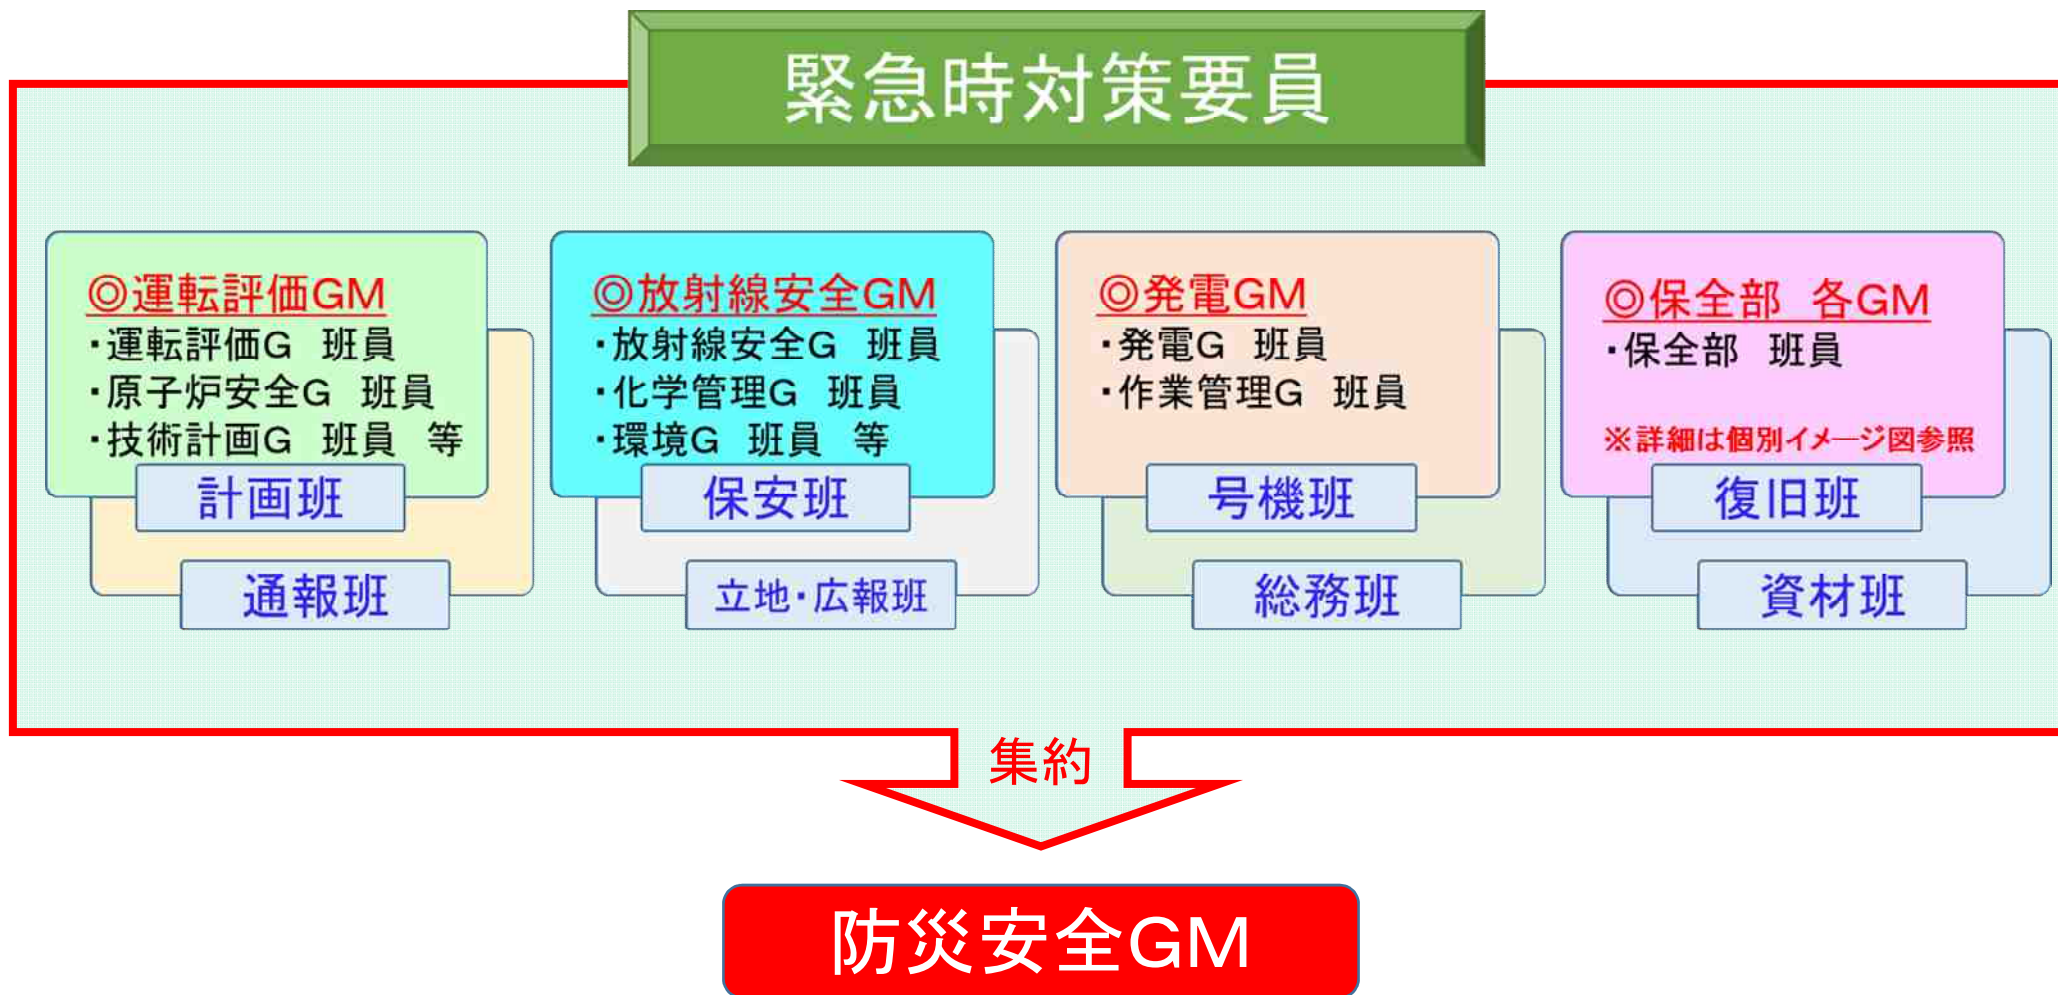 緊急時対策要員
◎運転評価GM
・運転評価G　班員
・原子炉安全G　班員
・技術計画G　班員　等
計画班
通報班
◎放射線安全GM
・放射線安全G　班員
・化学管理G　班員
・環境G　班員　等
保安班
立地・広報班
◎発電GM
・発電G　班員
・作業管理G　班員
号機班
総務班
◎保全部　各GM
・保全部　班員
※詳細は個別イメージ図参照
復旧班
資材班
集約
防災安全GM